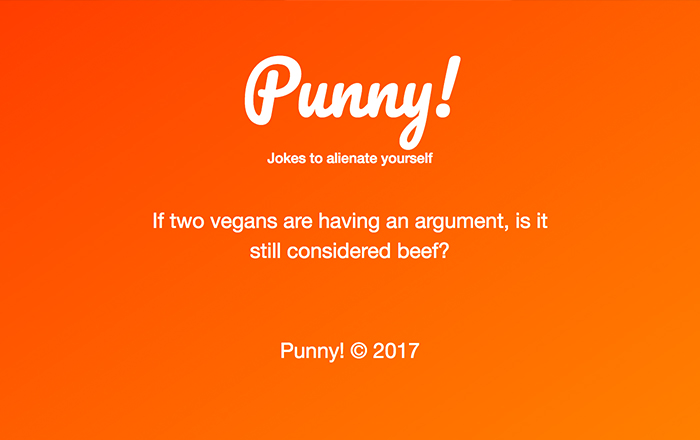 Punny!
Jokes to alienate yourself
If two vegans are having an argument, is it
still considered beef?
Punny! © 2017